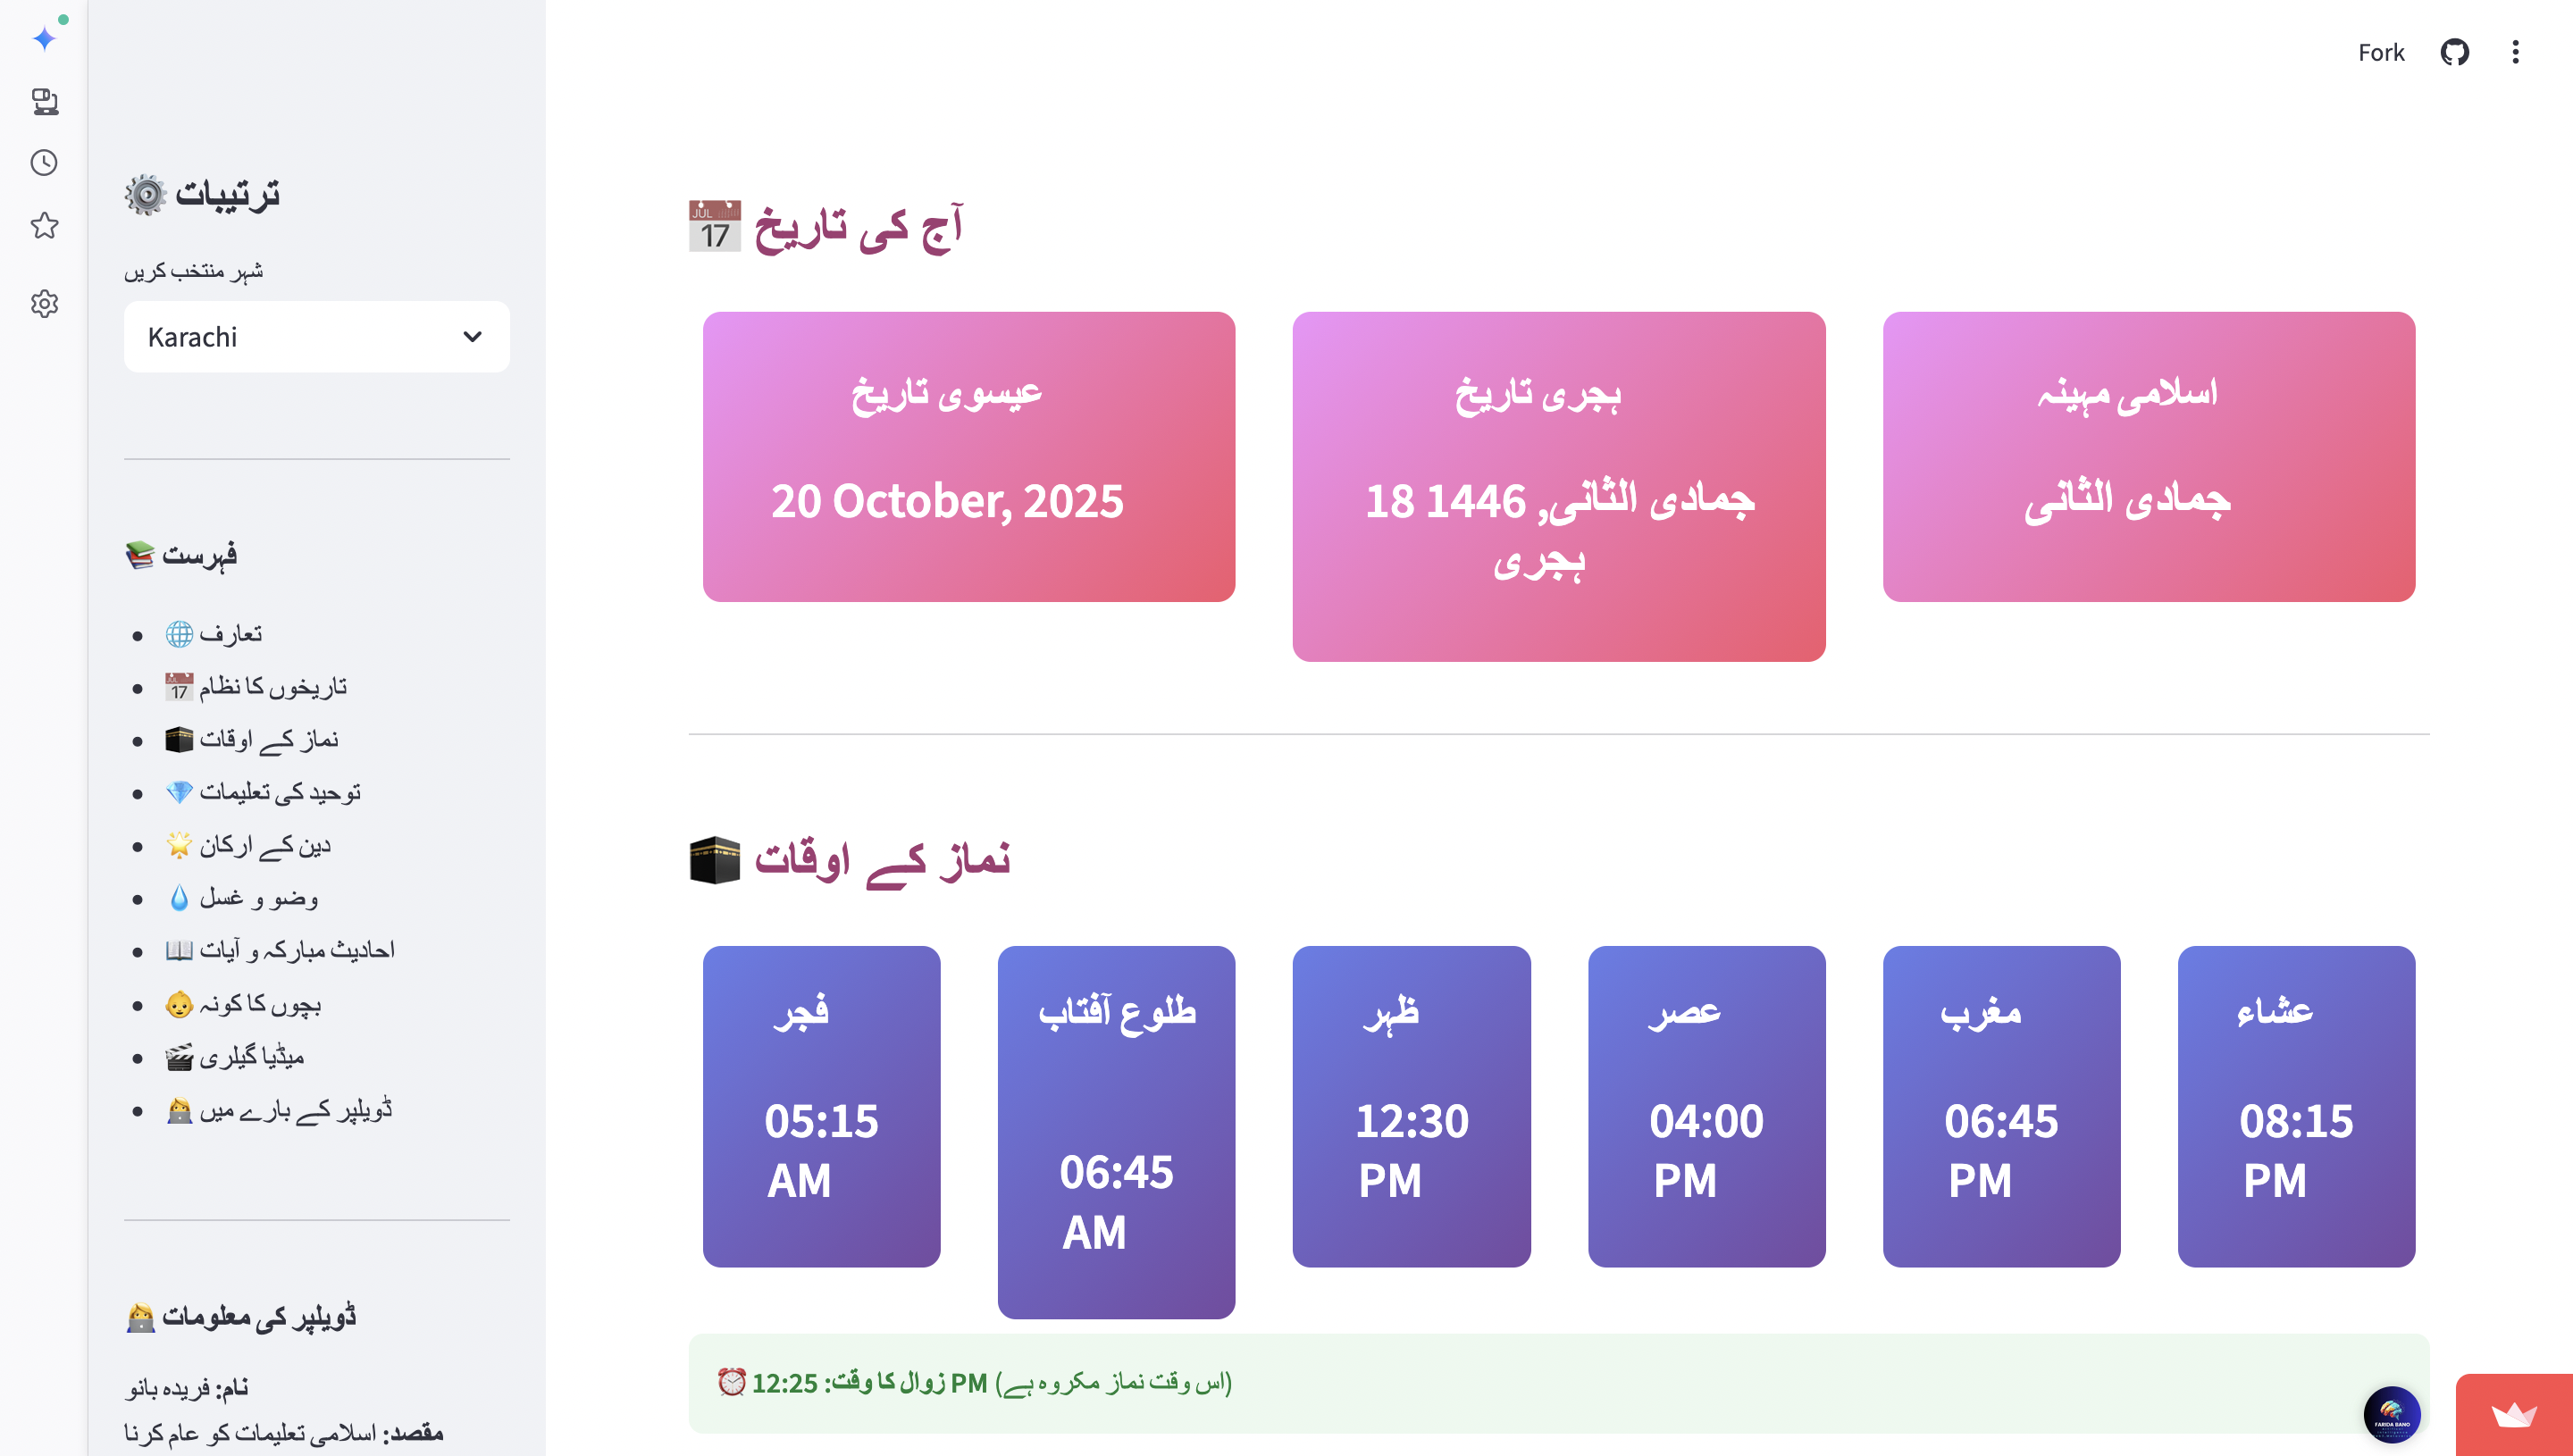 Fork
ترتیبات
شہر منتخب کریں
Karachi
فہرست
تعارف
تاریخوں کا نظام
نماز کے اوقات
توحید کی تعلیمات
دین کے ارکان
وضو و غسل
احادیث مبارکہ و آیات
بچوں کا کونہ
میڈیا گیلری
ڈویلپر کے بارے میں
ڈویلپر کی معلومات
نام: فریدہ بانو
مقصد: اسلامی تعلیمات کو عام کرنا
آج کی تاریخ
عیسوی تاریخ
20 October, 2025
ہجری تاریخ
18 جمادی الثانی, 1446
ہجری
اسلامی مہینہ
جمادی الثانی
نماز کے اوقات
فجر
05:15
AM
طلوع آفتاب
06:45
AM
ظہر
12:30
PM
عصر
04:00
PM
مغرب
06:45
PM
عشاء
08:15
PM
زوال کا وقت: 12:25 PM (اس وقت نماز مکروہ ہے)
FARIDA BANO